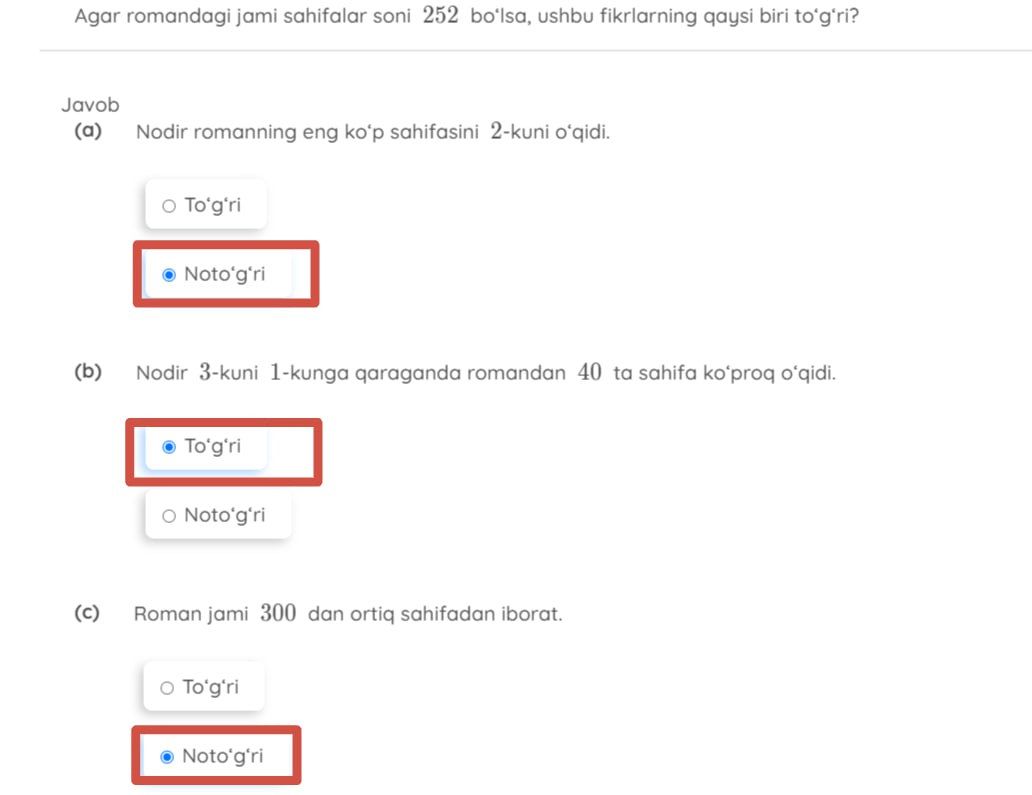 Agar romandagi jami sahifalar soni 252 bo‘lsa, ushbu fikrlarning qaysi biri to‘g‘ri?
Javob
(a) Nodir romanning eng ko‘p sahifasini 2-kuni o‘qidi.
To‘g‘ri
Noto‘g‘ri
(b) Nodir 3-kuni 1-kunga qaraganda romandan 40 ta sahifa ko‘proq o‘qidi.
To‘g‘ri
Noto‘g‘ri
(c) Roman jami 300 dan ortiq sahifadan iborat.
To‘g‘ri
Noto‘g‘ri